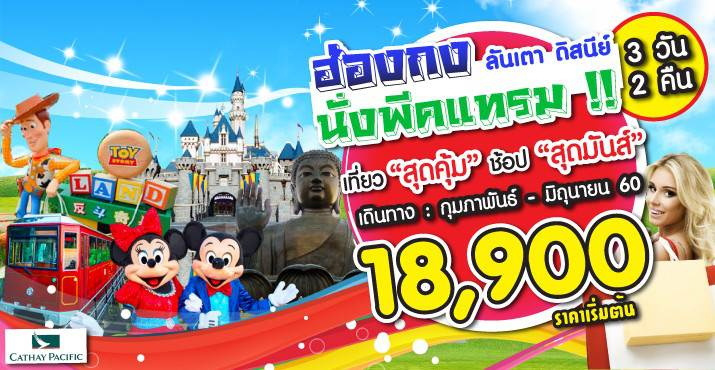 ฮ่องกง ลันเตา ดิสนีย์
3 วัน
2 คืน
นั่งพีคแทรม !!
เที่ยว “สุดคุ้ม” ช้อป “สุดมันส์”
เดินทาง : กุมภาพันธ์ - มิถุนายน 60
18,900
ราคาเริ่มต้น
TOY
STORY
LAND
反斗奇
CATHAY PACIFIC